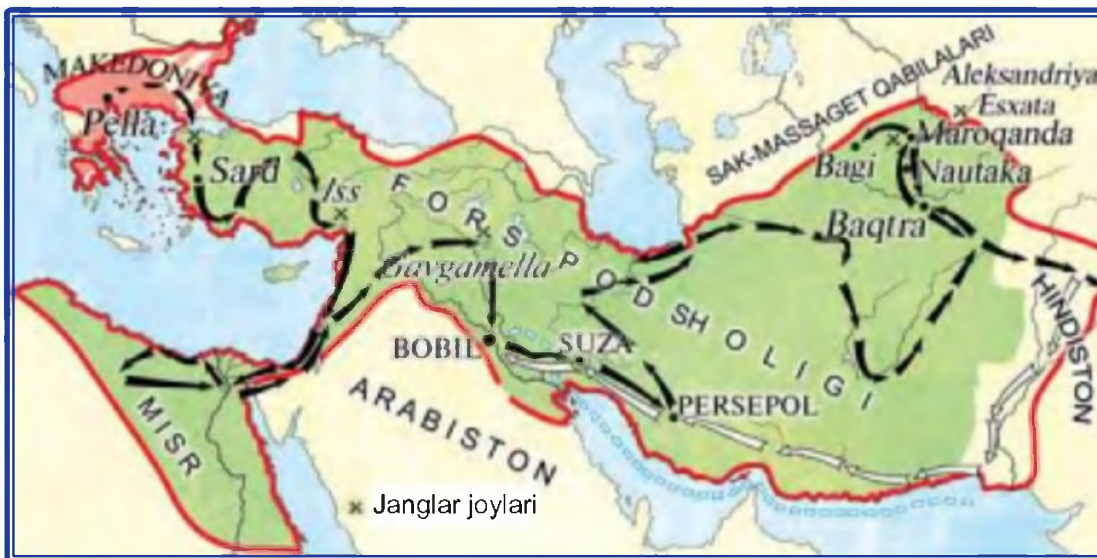 MAKEDONIYA
Pella
Sard
Iss
FORS PODSHOLIGI
Gavgamella
BOBIL
SUZA
PERSEPOL
ARABISTON
MISR
SAK-MASSAGET QABILALARI
Aleksandriya
Esxata
Maroqanda
Bagi
Nautaka
Baqtra
HINDISTON
Janglar joylari